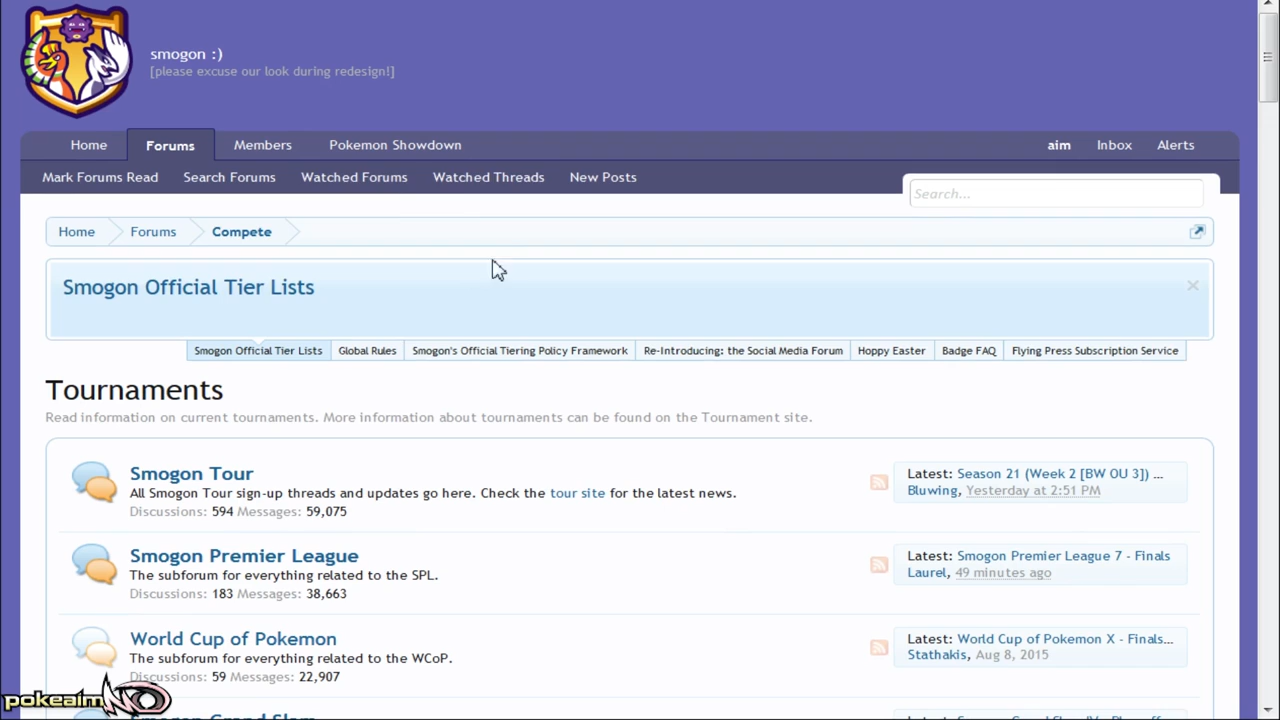 smogon :)
[please excuse our look during redesign!]
Home Forums Members Pokemon Showdown aim Inbox Alerts
Mark Forums Read Search Forums Watched Forums Watched Threads New Posts
Search...
Home Forums Compete
Smogon Official Tier Lists
Smogon Official Tier Lists Global Rules Smogon's Official Tiering Policy Framework Re-Introducing: the Social Media Forum Hoppy Easter Badge FAQ Flying Press Subscription Service
Tournaments
Read information on current tournaments. More information about tournaments can be found on the Tournament site.
Smogon Tour
All Smogon Tour sign-up threads and updates go here. Check the tour site for the latest news.
Discussions: 594 Messages: 59,075
Latest: Season 21 (Week 2 [BW OU 3]) ...
Bluwing, Yesterday at 2:51 PM
Smogon Premier League
The subforum for everything related to the SPL.
Discussions: 183 Messages: 38,663
Latest: Smogon Premier League 7 - Finals
Laurel, 49 minutes ago
World Cup of Pokemon
The subforum for everything related to the WCoP.
Discussions: 59 Messages: 22,907
Latest: World Cup of Pokemon X - Finals...
Stathakis, Aug 8, 2015
pokeaim
Smogon Grand Slam